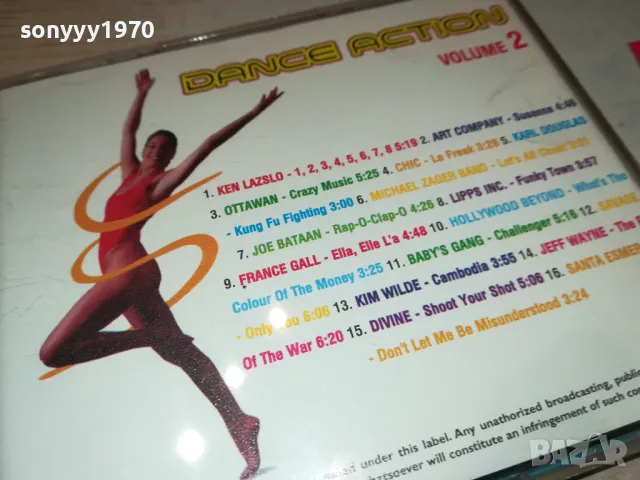 sonyyy1970
DANCE ACTION
VOLUME 2
1. KEN LAZSLO - 1, 2, 3, 4, 5, 6, 7, 8 5:19 2. ART COMPANY - Susanna 4:46
3. OTTAWAN - Crazy Music 5:25 4. CHIC - Le Freak 3:28 5. KARL DOUGLAS
- Kung Fu Fighting 3:00 6. MICHAEL ZAGER BAND - Let's All Chant
7. JOE BATAAN - Rap-O-Clap-O 4:26 8. LIPPS INC. - Funky Town 3:57
9. FRANCE GALL - Ella, Elle L'a 4:48 10. HOLLYWOOD BEYOND - What's The
Colour Of The Money 3:25 11. BABY'S GANG - Challenger 5:16 12. SAVAGE
- Only You 6:06 13. KIM WILDE - Cambodia 3:55 14. JEFF WAYNE - The
Of The War 6:20 15. DIVINE - Shoot Your Shot 5:06 16. SANTA ESME
- Don't Let Me Be Misunderstood 3:24
under this label. Any unathorized broadcasting, public
whatsoever will constitute an infringement of such
BAZAR